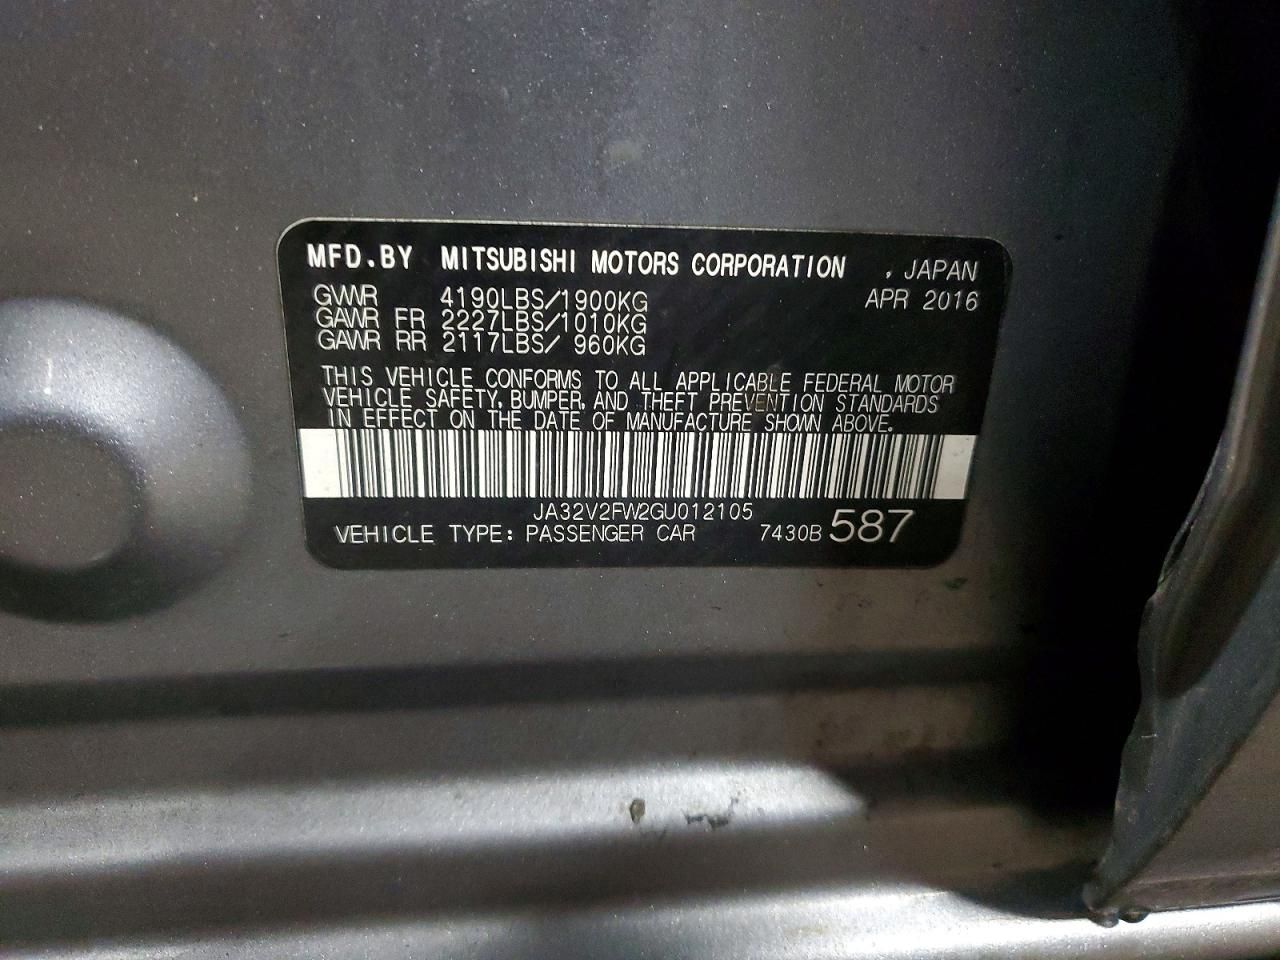 MFD.BY MITSUBISHI MOTORS CORPORATION , JAPAN
GVWR 4190LBS/1900KG APR 2016
GAWR FR 2227LBS/1010KG
GAWR RR 2117LBS/ 960KG
THIS VEHICLE CONFORMS TO ALL APPLICABLE FEDERAL MOTOR
VEHICLE SAFETY, BUMPER, AND THEFT PREVENTION STANDARDS
IN EFFECT ON THE DATE OF MANUFACTURE SHOWN ABOVE.
JA32V2FW2GU012105
VEHICLE TYPE: PASSENGER CAR 7430B 587